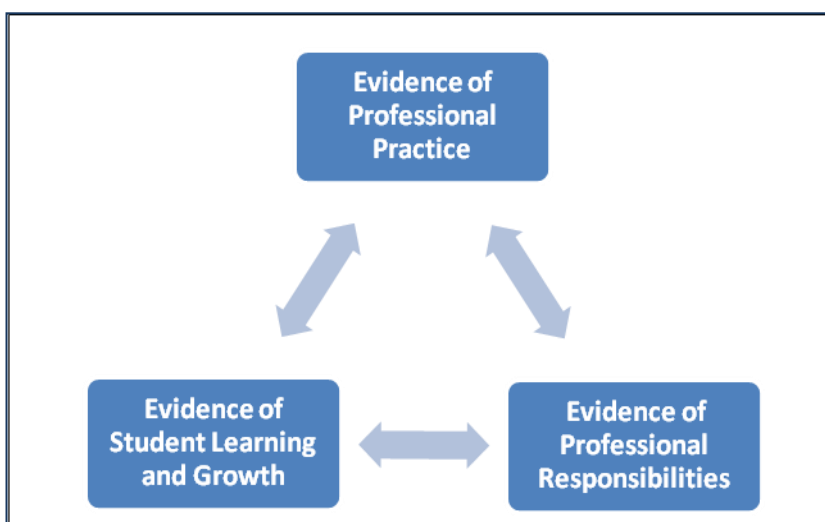 Evidence of
Professional
Practice
Evidence of
Student Learning
and Growth
Evidence of
Professional
Responsibilities